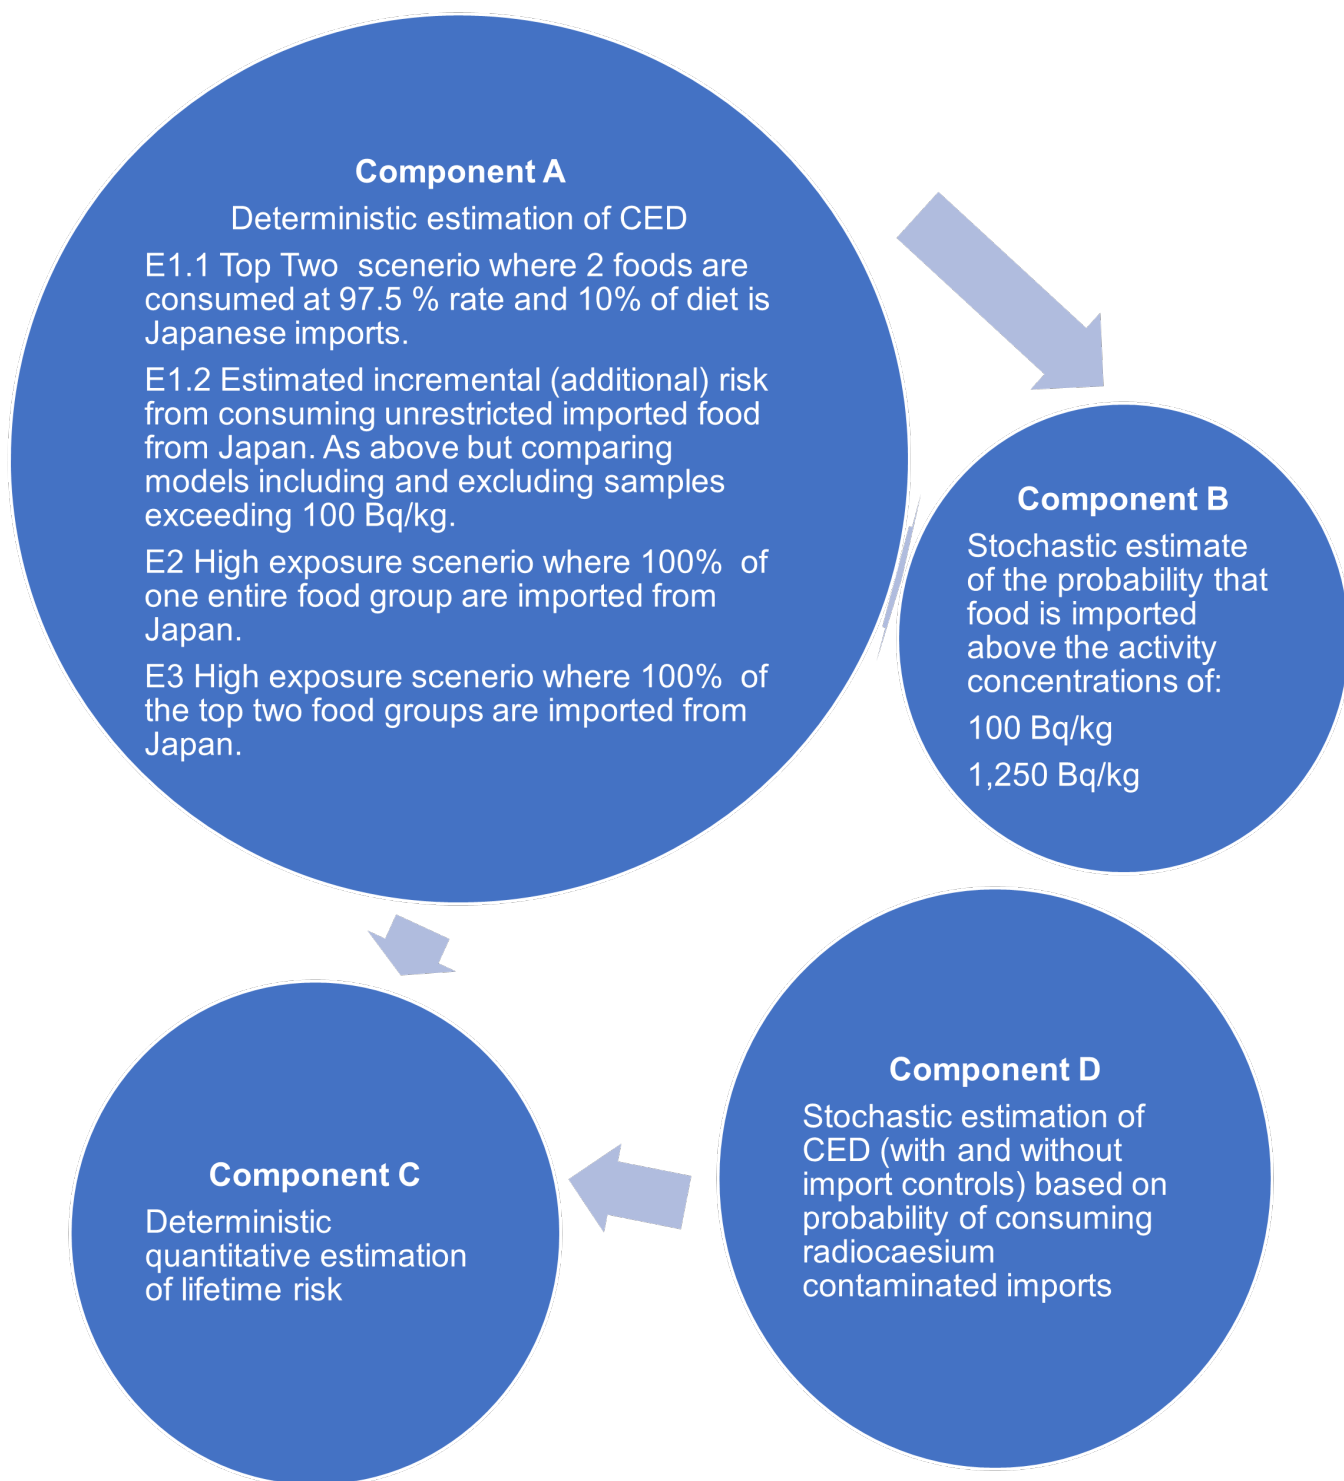 Component A
Deterministic estimation of CED
E1.1 Top Two  scenerio where 2 foods are
consumed at 97.5 % rate and 10% of diet is
Japanese imports.
E1.2 Estimated incremental (additional) risk
from consuming unrestricted imported food
from Japan. As above but comparing
models including and excluding samples
exceeding 100 Bq/kg.
E2 High exposure scenerio where 100%  of
one entire food group are imported from
Japan.
E3 High exposure scenerio where 100%  of
the top two food groups are imported from
Japan.
Component B
Stochastic estimate
of the probability that
food is imported
above the activity
concentrations of:
100 Bq/kg
1,250 Bq/kg
Component C
Deterministic
quantitative estimation
of lifetime risk
Component D
Stochastic estimation of
CED (with and without
import controls) based on
probability of consuming
radiocaesium
contaminated imports